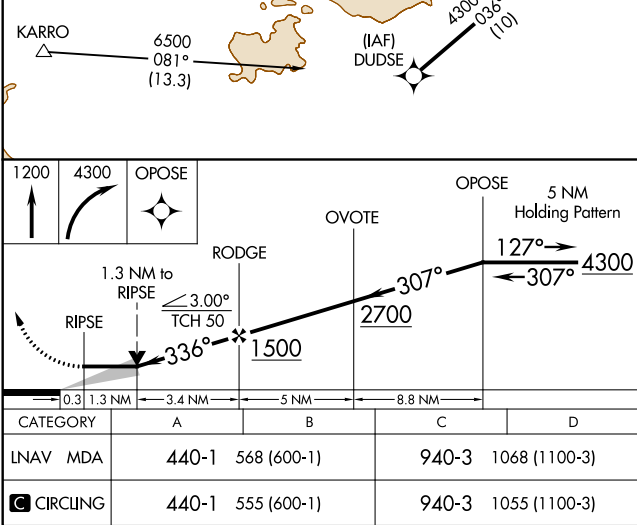 KARRO
6500
081°
(13.3)
(IAF)
DUDSE
4300
036°
(10)
1200
4300
OPOSE
OPOSE
5 NM
Holding Pattern
OVOTE
127°
4300
307°
RODGE
307°
1.3 NM to
RIPSE
3.00°
TCH 50
2700
RIPSE
336°
1500
0.3
1.3 NM
3.4 NM
5 NM
8.8 NM
CATEGORY A B C D
LNAV MDA 440-1 568 (600-1) 940-3 1068 (1100-3)
C CIRCLING 440-1 555 (600-1) 940-3 1055 (1100-3)